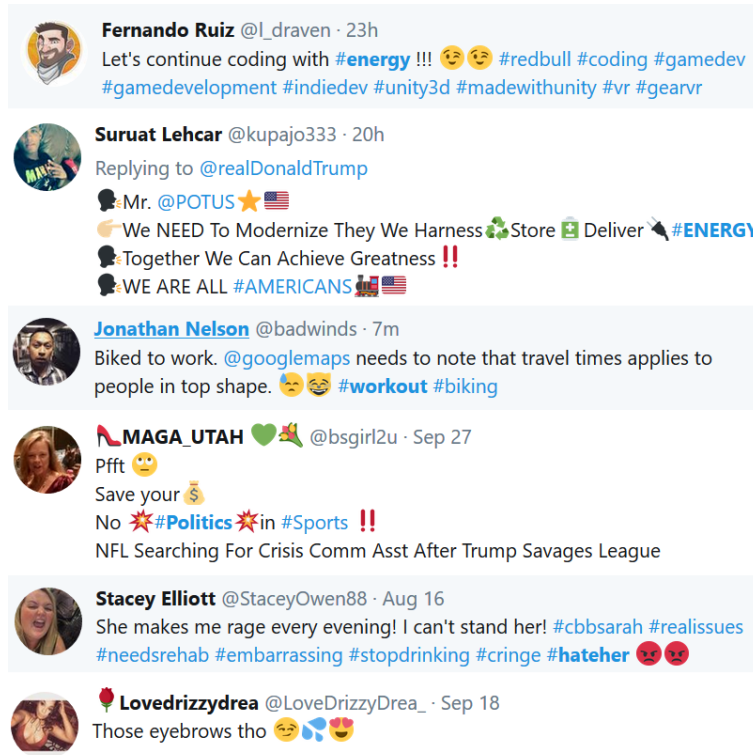 Fernando Ruiz @l_draven · 23h
Let's continue coding with #energy !!! 😉😉 #redbull #coding #gamedev
#gamedevelopment #indiedev #unity3d #madewithunity #vr #gearvr
Suruat Lehcar @kupajo333 · 20h
Replying to @realDonaldTrump
🗣Mr. @POTUS⭐🇺🇸
👉🏻We NEED To Modernize They We Harness♻️Store🔋Deliver🔌#ENERGY
🗣Together We Can Achieve Greatness‼️
🗣WE ARE ALL #AMERICANS🚂🇺🇸
Jonathan Nelson @badwinds · 7m
Biked to work. @googlemaps needs to note that travel times applies to
people in top shape. 😓😸 #workout #biking
👠MAGA_UTAH 💚💐 @bsgirl2u · Sep 27
Pfft 🙄
Save your💰
No 💥#Politics💥in #Sports ‼️
NFL Searching For Crisis Comm Asst After Trump Savages League
Stacey Elliott @StaceyOwen88 · Aug 16
She makes me rage every evening! I can't stand her! #cbbsarah #realissues
#needsrehab #embarrassing #stopdrinking #cringe #hateher 😡😡
🌹Lovedrizzydrea @LoveDrizzyDrea_ · Sep 18
Those eyebrows tho 😏💦😍